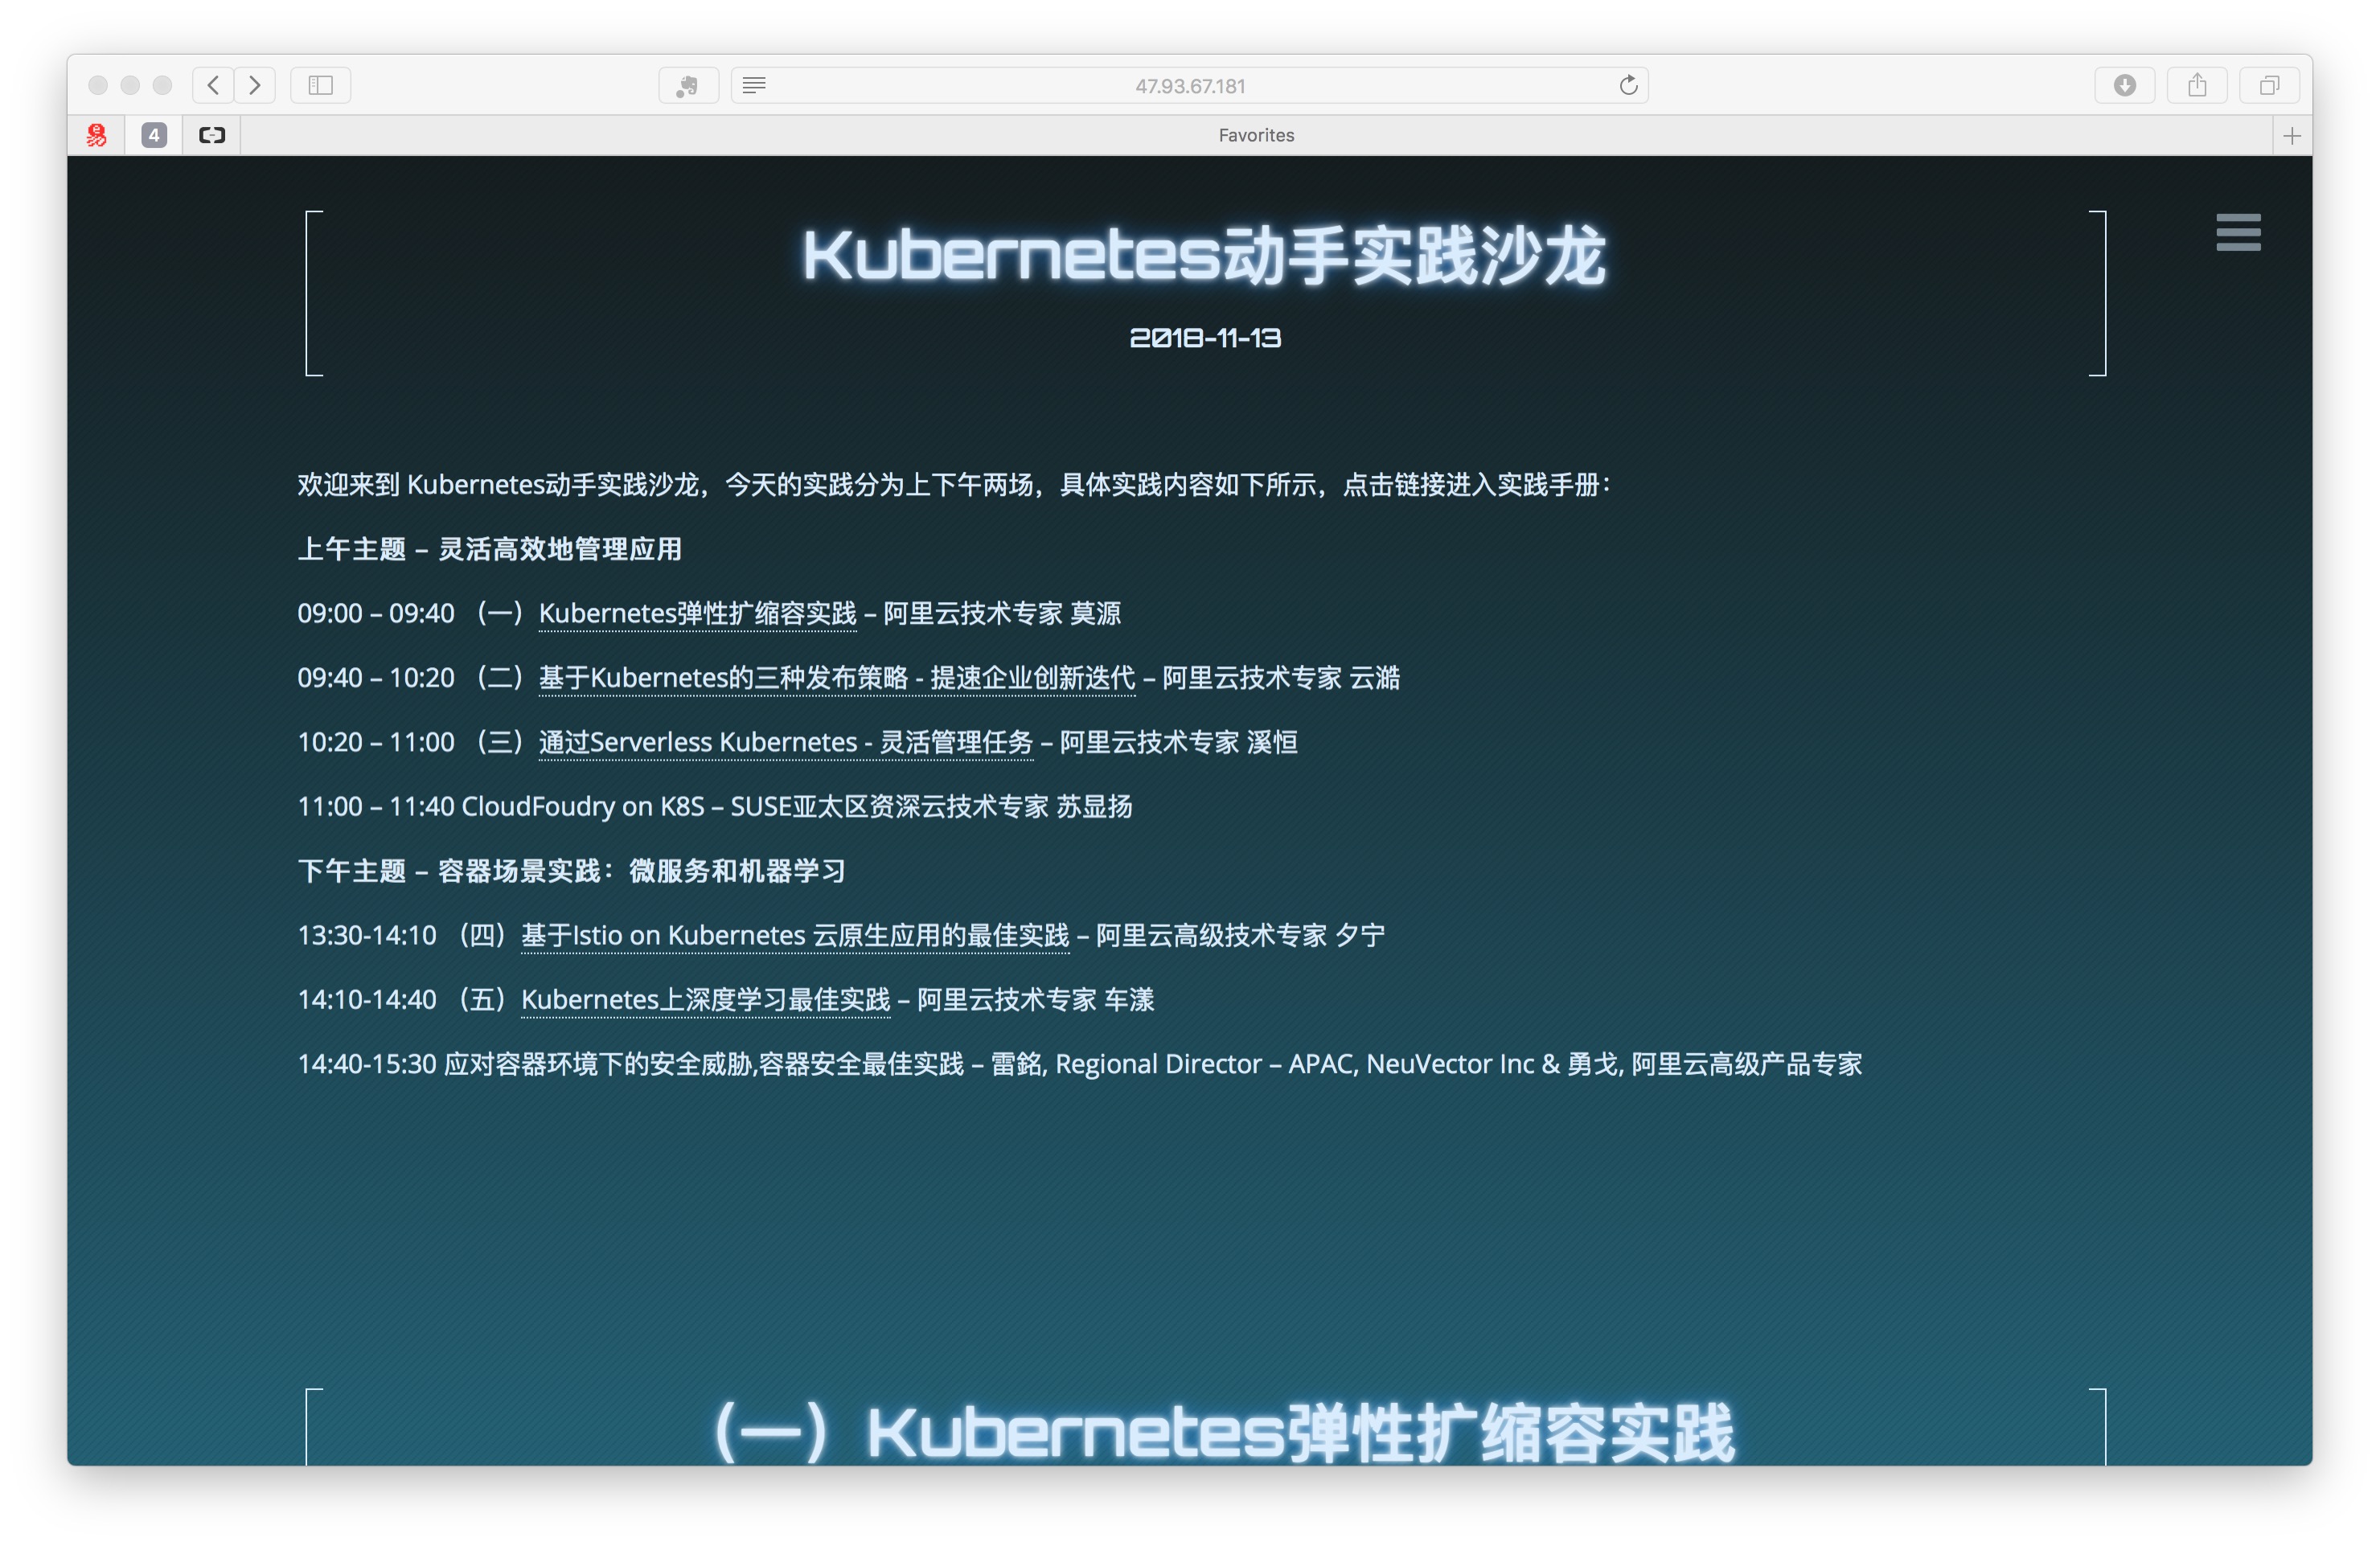 47.93.67.181
4
Favorites
Kubernetes动手实践沙龙
2018-11-13
欢迎来到 Kubernetes动手实践沙龙，今天的实践分为上下午两场，具体实践内容如下所示，点击链接进入实践手册：
上午主题 – 灵活高效地管理应用
09:00 – 09:40 （一）Kubernetes弹性扩缩容实践 – 阿里云技术专家 莫源
09:40 – 10:20 （二）基于Kubernetes的三种发布策略 - 提速企业创新迭代 – 阿里云技术专家 云澔
10:20 – 11:00 （三）通过Serverless Kubernetes - 灵活管理任务 – 阿里云技术专家 溪恒
11:00 – 11:40 CloudFoudry on K8S – SUSE亚太区资深云技术专家 苏显扬
下午主题 – 容器场景实践：微服务和机器学习
13:30-14:10 （四）基于Istio on Kubernetes 云原生应用的最佳实践 – 阿里云高级技术专家 夕宁
14:10-14:40 （五）Kubernetes上深度学习最佳实践 – 阿里云技术专家 车漾
14:40-15:30 应对容器环境下的安全威胁,容器安全最佳实践 – 雷銘, Regional Director – APAC, NeuVector Inc & 勇戈, 阿里云高级产品专家
（一）Kubernetes弹性扩缩容实践